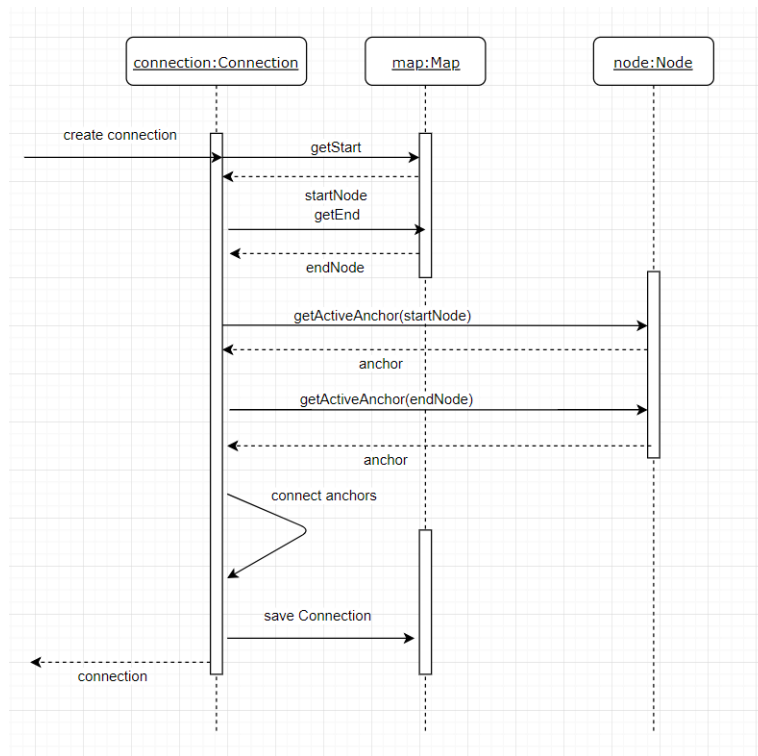 connection:Connection
map:Map
node:Node
create connection
getStart
startNode
getEnd
endNode
getActiveAnchor(startNode)
anchor
getActiveAnchor(endNode)
anchor
connect anchors
save Connection
connection